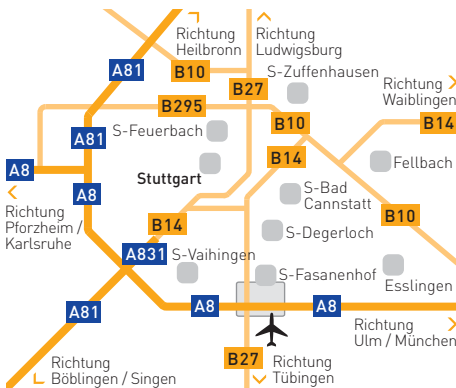 Richtung
Heilbronn
Richtung
Ludwigsburg
A81
B10
S-Zuffenhausen
Richtung
Waiblingen
B27
B295
B10
B14
A81
S-Feuerbach
B14
Fellbach
A8
Stuttgart
A8
S-Bad
Cannstatt
Richtung
Pforzheim /
Karlsruhe
B14
B10
S-Degerloch
A831
S-Vaihingen
S-Fasanenhof
Esslingen
A81
A8
A8
Richtung
Ulm / München
Richtung
Böblingen / Singen
B27
Richtung
Tübingen